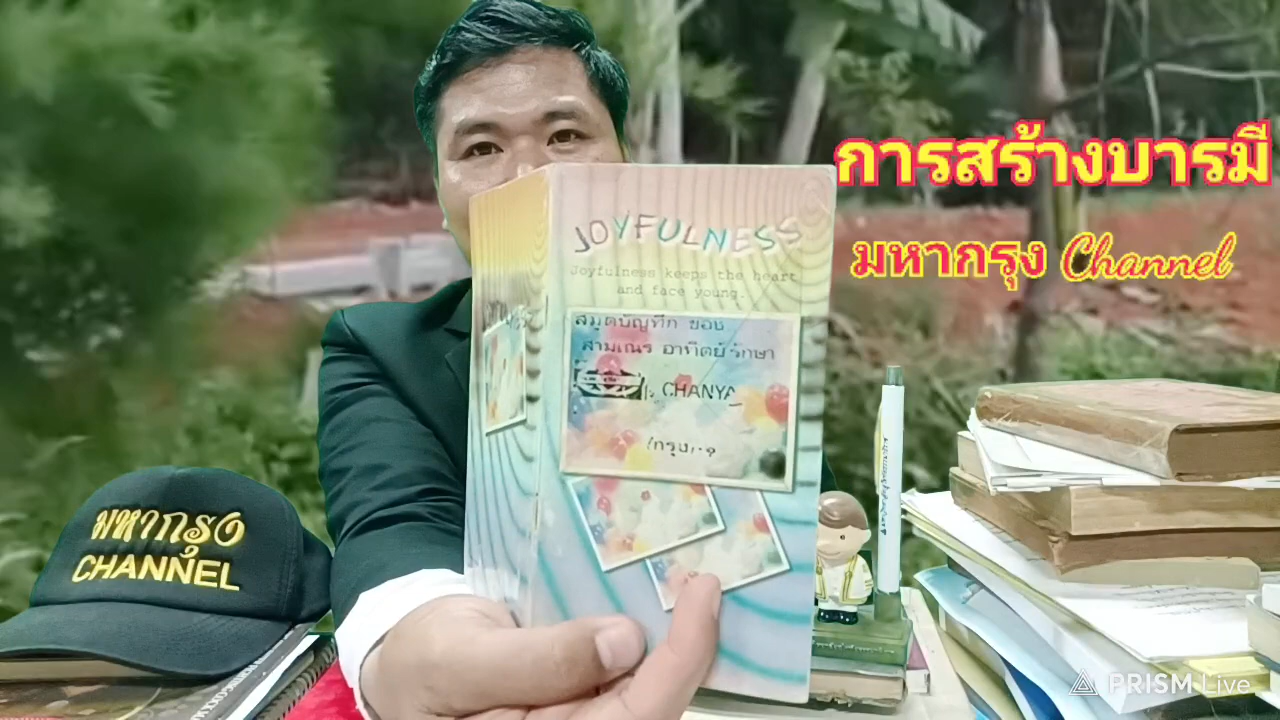 การสร้างบารมี
มหากรุง Channel
JOYFULNESS
Joyfulness keeps the heart
and face young.
สมุดบันทึก ของ
สามเณร อาทิตย์รักษา
CHANYA
มหากรุง
CHANNEL
PRISM Live